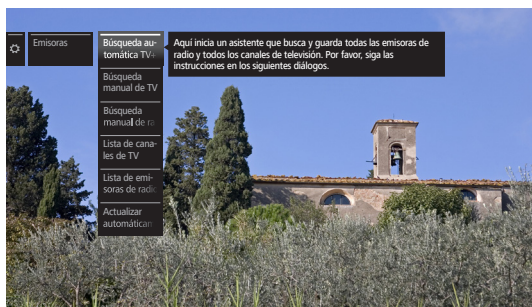 Emisoras
Búsqueda au-
tomática TV+
Búsqueda
manual de TV
Búsqueda
manual de ra
Lista de cana-
les de TV
Lista de emi-
soras de radio
Actualizar
automátican
Aquí inicia un asistente que busca y guarda todas las emisoras de
radio y todos los canales de televisión. Por favor, siga las
instrucciones en los siguientes diálogos.